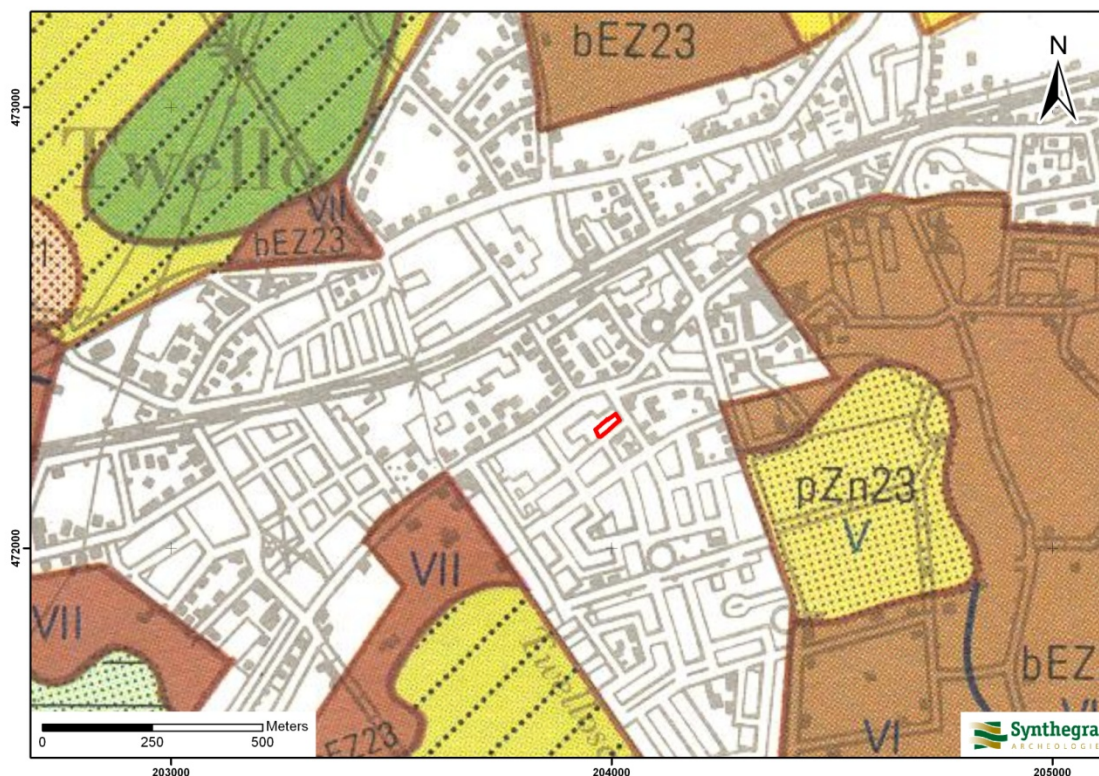 bEZ23
N
473000
Twello
VII
bEZ23
1
pZn23
V
472000
VII
VII
bEZ
VI
VI
EZ23
Meters
0
250
500
Synthegra
ARCHEOLOGIE
203000
204000
205000